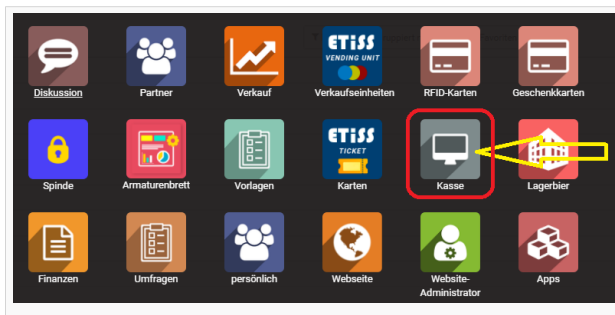 ETiSS
VENDING UNIT
Diskussion
Partner
Verkauf
Verkaufseinheiten
RFID-Karten
Geschenkkarten
ETiSS
TICKET
Spinde
Armaturenbrett
Vorlagen
Karten
Kasse
Lagerbier
Finanzen
Umfragen
persönlich
Webseite
Website-
Administrator
Apps